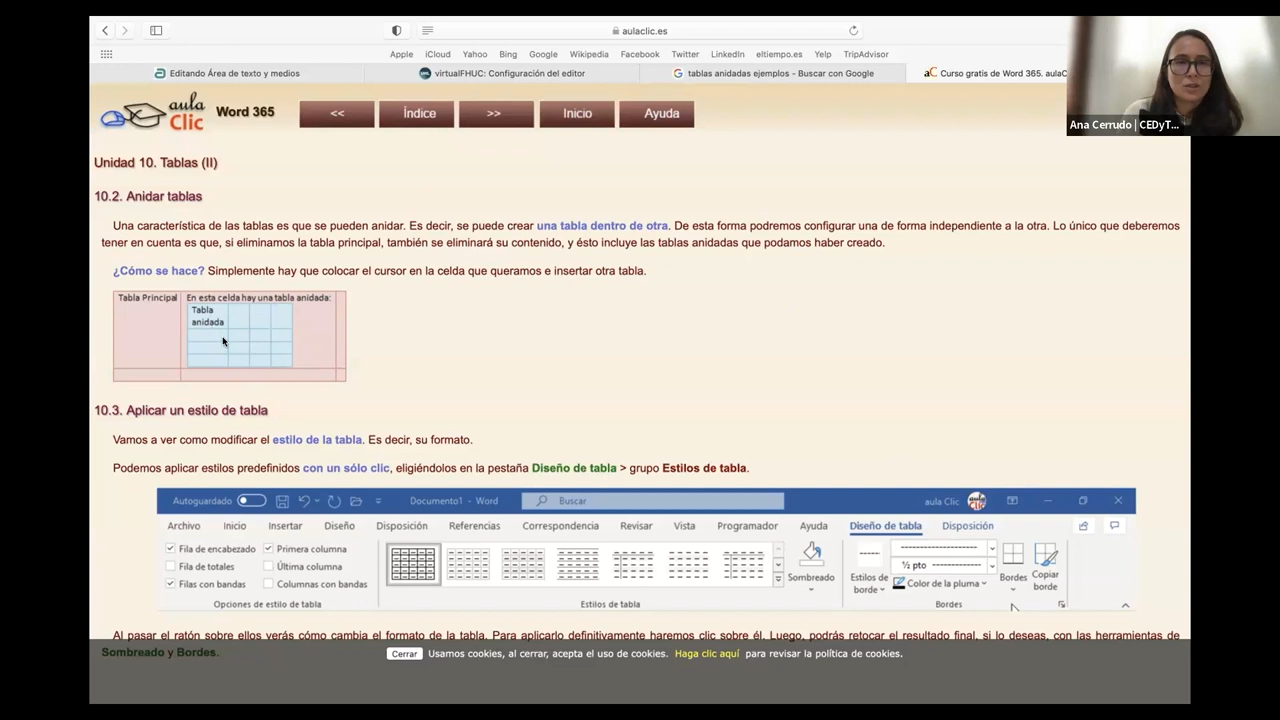 aulaclic.es
Apple iCloud Yahoo Bing Google Wikipedia Facebook Twitter LinkedIn eltiempo.es Yelp TripAdvisor
Editando Área de texto y medios
virtualFHUC: Configuración del editor
tablas anidadas ejemplos - Buscar con Google
aC Curso gratis de Word 365. aulaC
Ana Cerrudo | CEDyT...
aula Clic
Word 365
<< Índice >> Inicio Ayuda
Unidad 10. Tablas (II)
10.2. Anidar tablas
Una característica de las tablas es que se pueden anidar. Es decir, se puede crear una tabla dentro de otra. De esta forma podremos configurar una de forma independiente a la otra. Lo único que deberemos
tener en cuenta es que, si eliminamos la tabla principal, también se eliminará su contenido, y ésto incluye las tablas anidadas que podamos haber creado.
¿Cómo se hace? Simplemente hay que colocar el cursor en la celda que queramos e insertar otra tabla.
Tabla Principal En esta celda hay una tabla anidada:
Tabla
anidada
10.3. Aplicar un estilo de tabla
Vamos a ver como modificar el estilo de la tabla. Es decir, su formato.
Podemos aplicar estilos predefinidos con un sólo clic, eligiéndolos en la pestaña Diseño de tabla > grupo Estilos de tabla.
Autoguardado Documento1 - Word Buscar aula Clic
Archivo Inicio Insertar Diseño Disposición Referencias Correspondencia Revisar Vista Programador Ayuda Diseño de tabla Disposición
Fila de encabezado Primera columna
Fila de totales Última columna
Filas con bandas Columnas con bandas
Opciones de estilo de tabla
Estilos de tabla
Sombreado
Estilos de
borde
½ pto
Color de la pluma
Bordes
Copiar
borde
Bordes
Al pasar el ratón sobre ellos verás cómo cambia el formato de la tabla. Para aplicarlo definitivamente haremos clic sobre él. Luego, podrás retocar el resultado final, si lo deseas, con las herramientas de
Sombreado y Bordes.
Cerrar Usamos cookies, al cerrar, acepta el uso de cookies. Haga clic aquí para revisar la política de cookies.